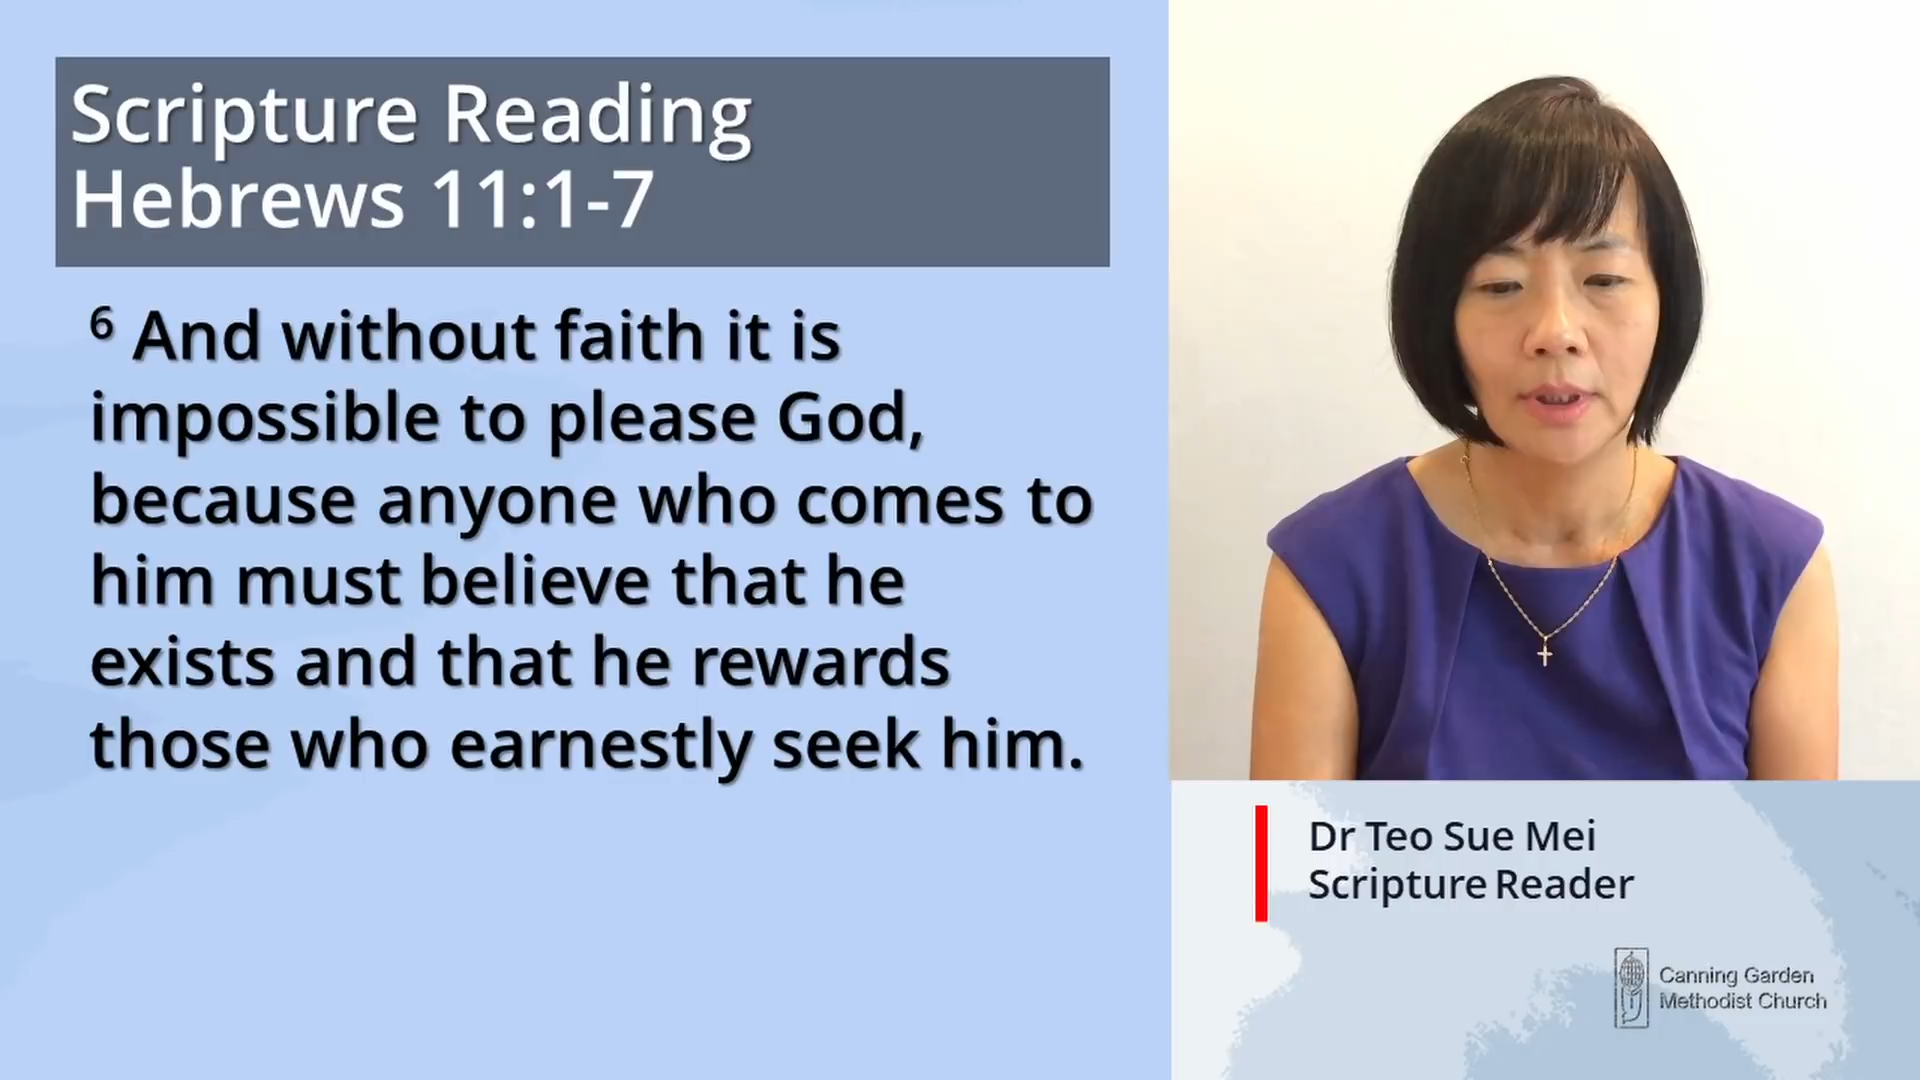 Scripture Reading
Hebrews 11:1-7
6 And without faith it is
impossible to please God,
because anyone who comes to
him must believe that he
exists and that he rewards
those who earnestly seek him.
Dr Teo Sue Mei
Scripture Reader
Canning Garden
Methodist Church